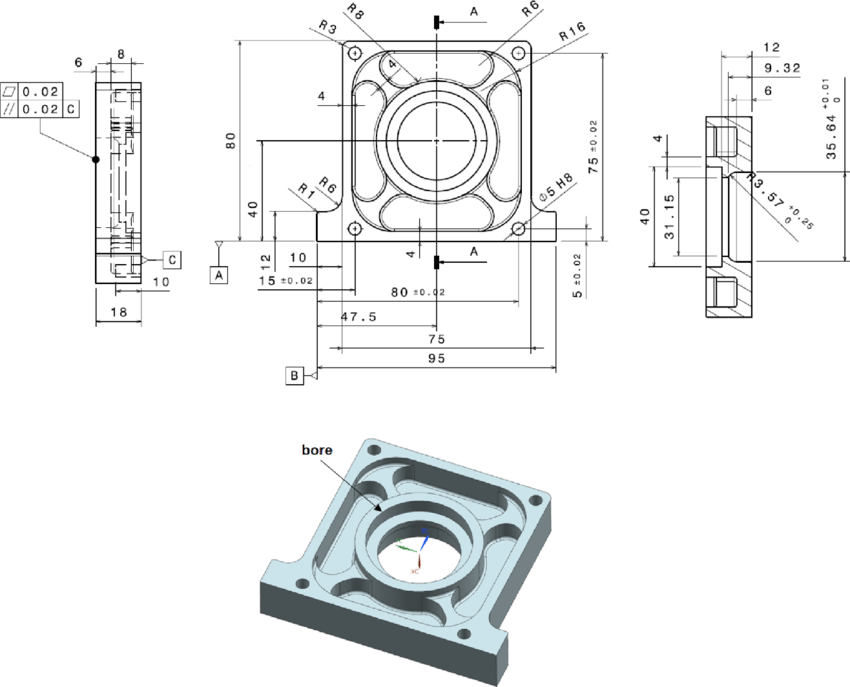 6
8
▱ 0.02
// 0.02 C
C
10
18
R3
R8
A
R6
R16
4
4
80
40
R6
R1
12
A
75 ±0.02
Φ5 H8
5 ±0.02
4
A
10
15 ±0.02
80 ±0.02
47.5
75
95
B
12
9.32
6
4
40
31.15
R3.57 +0.25
0
35.64 +0.01
0
bore
XC